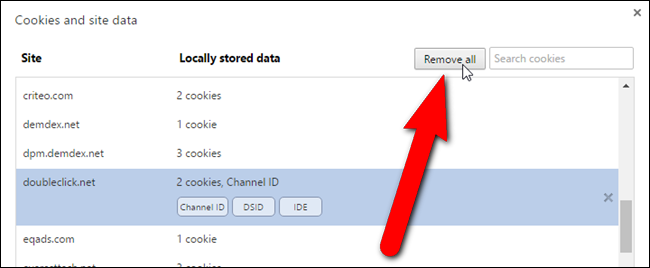 Cookies and site data
Site Locally stored data Remove all Search cookies
criteo.com 2 cookies
demdex.net 1 cookie
dpm.demdex.net 3 cookies
doubleclick.net 2 cookies, Channel ID
Channel ID DSID IDE
eqads.com 1 cookie